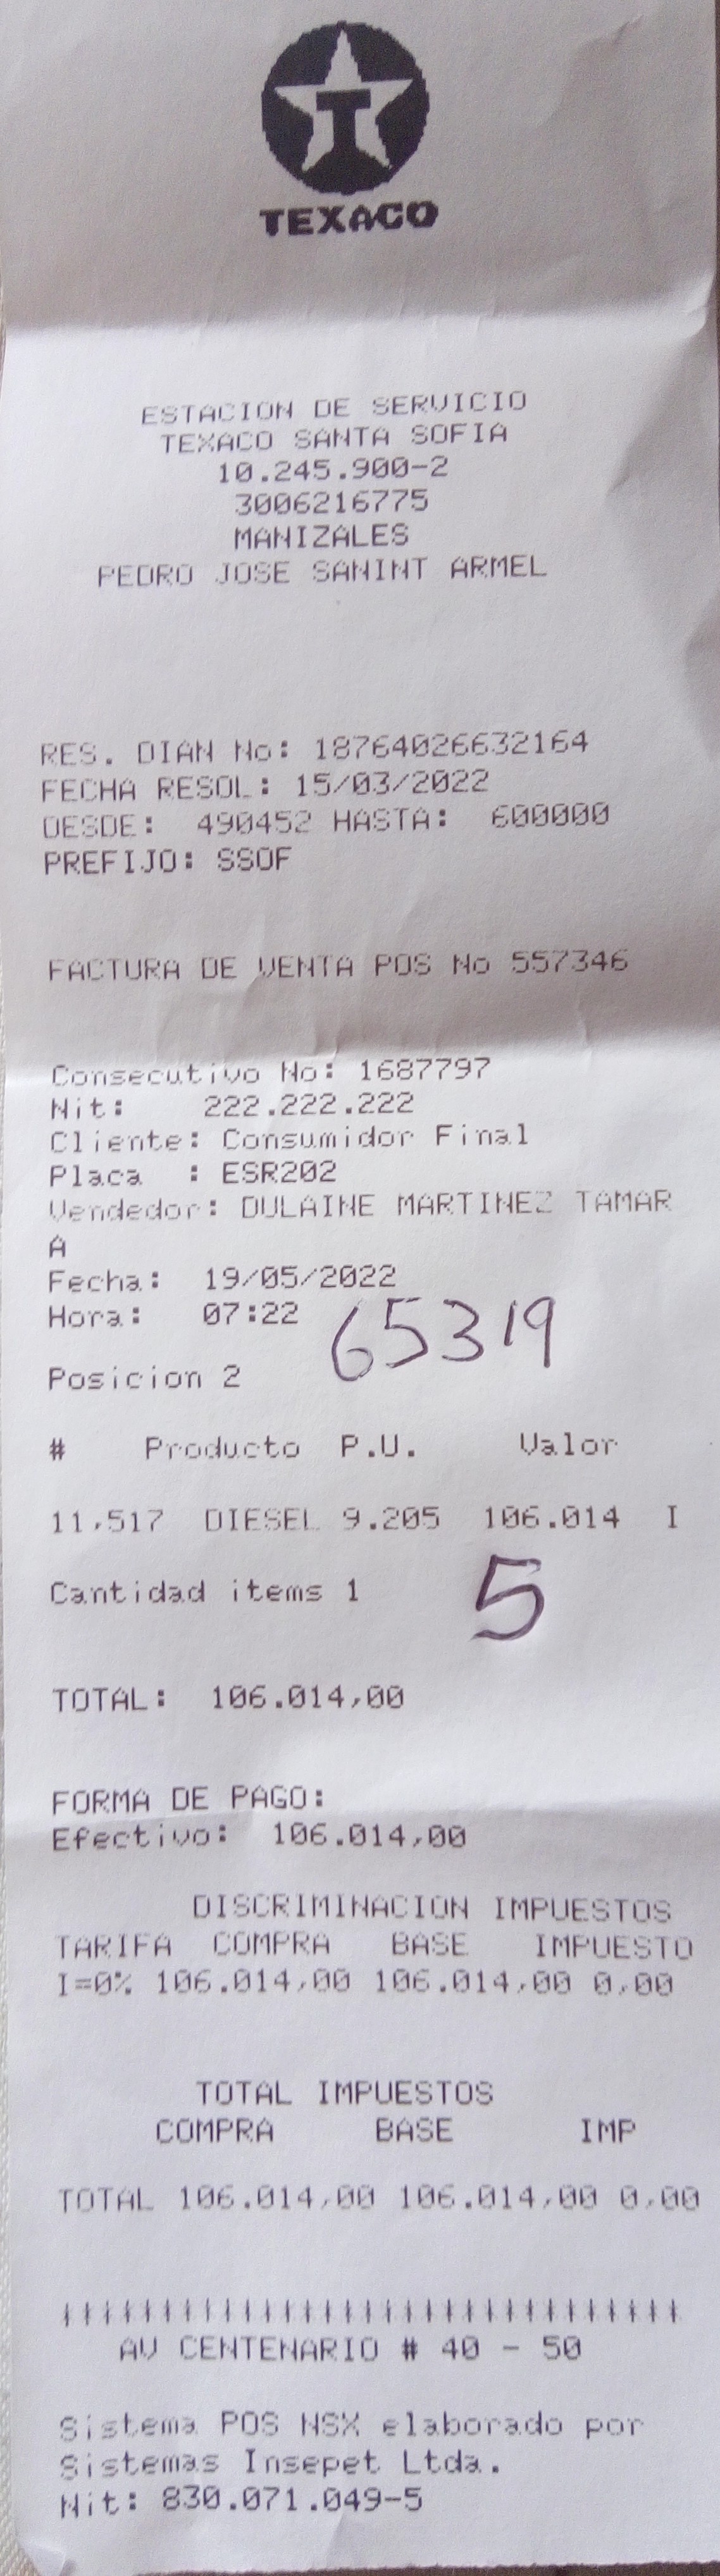 T
TEXACO
ESTACION DE SERVICIO
TEXACO SANTA SOFIA
10.245.900-2
3006216775
MANIZALES
PEDRO JOSE SANINT ARMEL
RES. DIAN No: 18764026632164
FECHA RESOL: 15/03/2022
DESDE: 490452 HASTA: 600000
PREFIJO: SSOF
FACTURA DE VENTA POS No 557346
Consecutivo No: 1687797
Nit: 222.222.222
Cliente: Consumidor Final
Placa : ESR202
Vendedor: DULAINE MARTINEZ TAMAR
A
Fecha: 19/05/2022
Hora: 07:22
65319
Posicion 2
# Producto P.U. Valor
11,517 DIESEL 9.205 106.014 I
Cantidad items 1
5
TOTAL: 106.014,00
FORMA DE PAGO:
Efectivo: 106.014,00
DISCRIMINACION IMPUESTOS
TARIFA COMPRA BASE IMPUESTO
I=0% 106.014,00 106.014,00 0,00
TOTAL IMPUESTOS
COMPRA BASE IMP
TOTAL 106.014,00 106.014,00 0,00
AV CENTENARIO # 40 - 50
Sistema POS NSX elaborado por
Sistemas Insepet Ltda.
Nit: 830.071.049-5